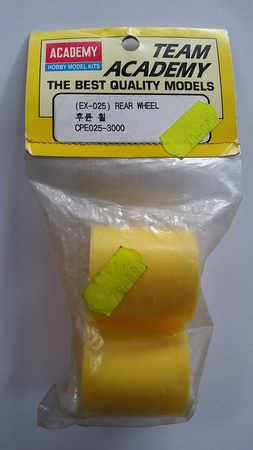 ACADEMY
HOBBY MODEL KITS
TEAM
ACADEMY
THE BEST QUALITY MODELS
(EX-025) REAR WHEEL
후륜 휠
CPE025-3000